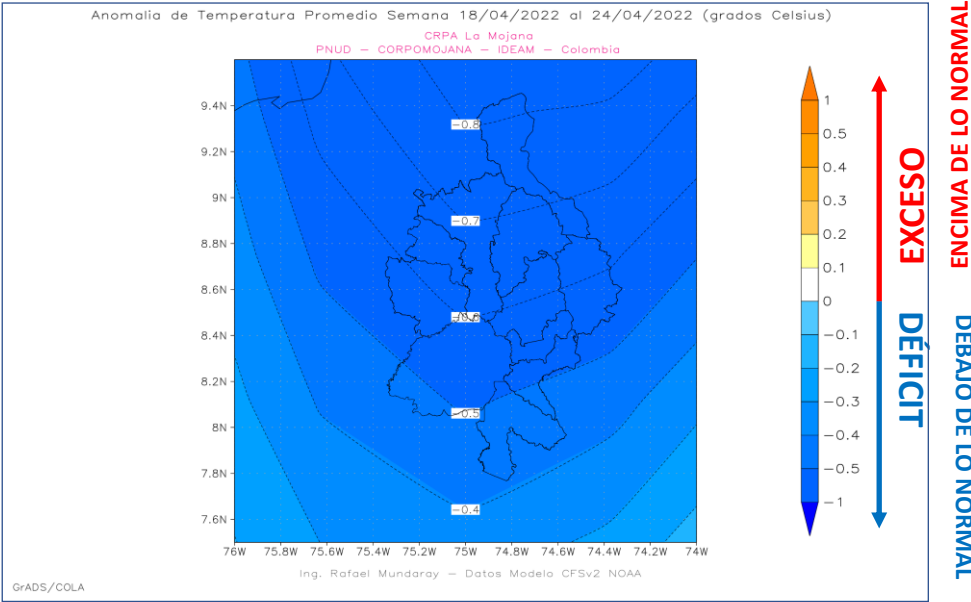 Anomalia de Temperatura Promedio Semana 18/04/2022 al 24/04/2022 (grados Celsius)
CRPA La Mojana
PNUD – CORPOMOJANA – IDEAM – Colombia
9.4N
9.2N
9N
8.8N
8.6N
8.4N
8.2N
8N
7.8N
7.6N
-0.8
-0.7
-0.5
-0.4
76W 75.8W 75.6W 75.4W 75.2W 75W 74.8W 74.6W 74.4W 74.2W 74W
1
0.5
0.4
0.3
0.2
0.1
0
-0.1
-0.2
-0.3
-0.4
-0.5
-1
EXCESO
DÉFICIT
ENCIMA DE LO NORMAL
DEBAJO DE LO NORMAL
Ing. Rafael Mundaray – Datos Modelo CFSv2 NOAA
GrADS/COLA